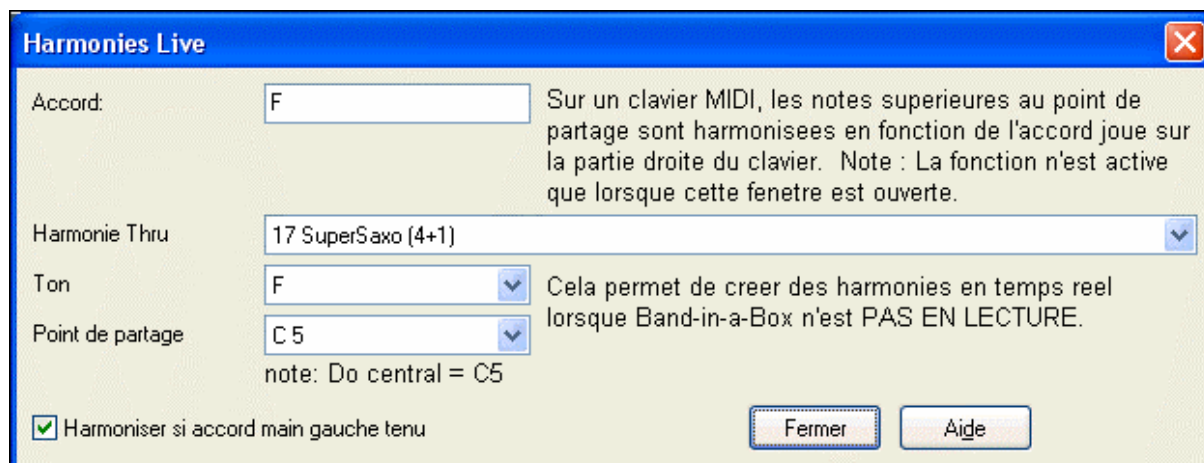 Harmonies Live
Accord:
F
Sur un clavier MIDI, les notes superieures au point de
partage sont harmonisees en fonction de l'accord joue sur
la partie droite du clavier. Note : La fonction n'est active
que lorsque cette fenetre est ouverte.
Harmonie Thru
17 SuperSaxo (4+1)
Ton
F
Cela permet de creer des harmonies en temps reel
lorsque Band-in-a-Box n'est PAS EN LECTURE.
Point de partage
C 5
note: Do central = C5
Harmoniser si accord main gauche tenu
Fermer
Aide